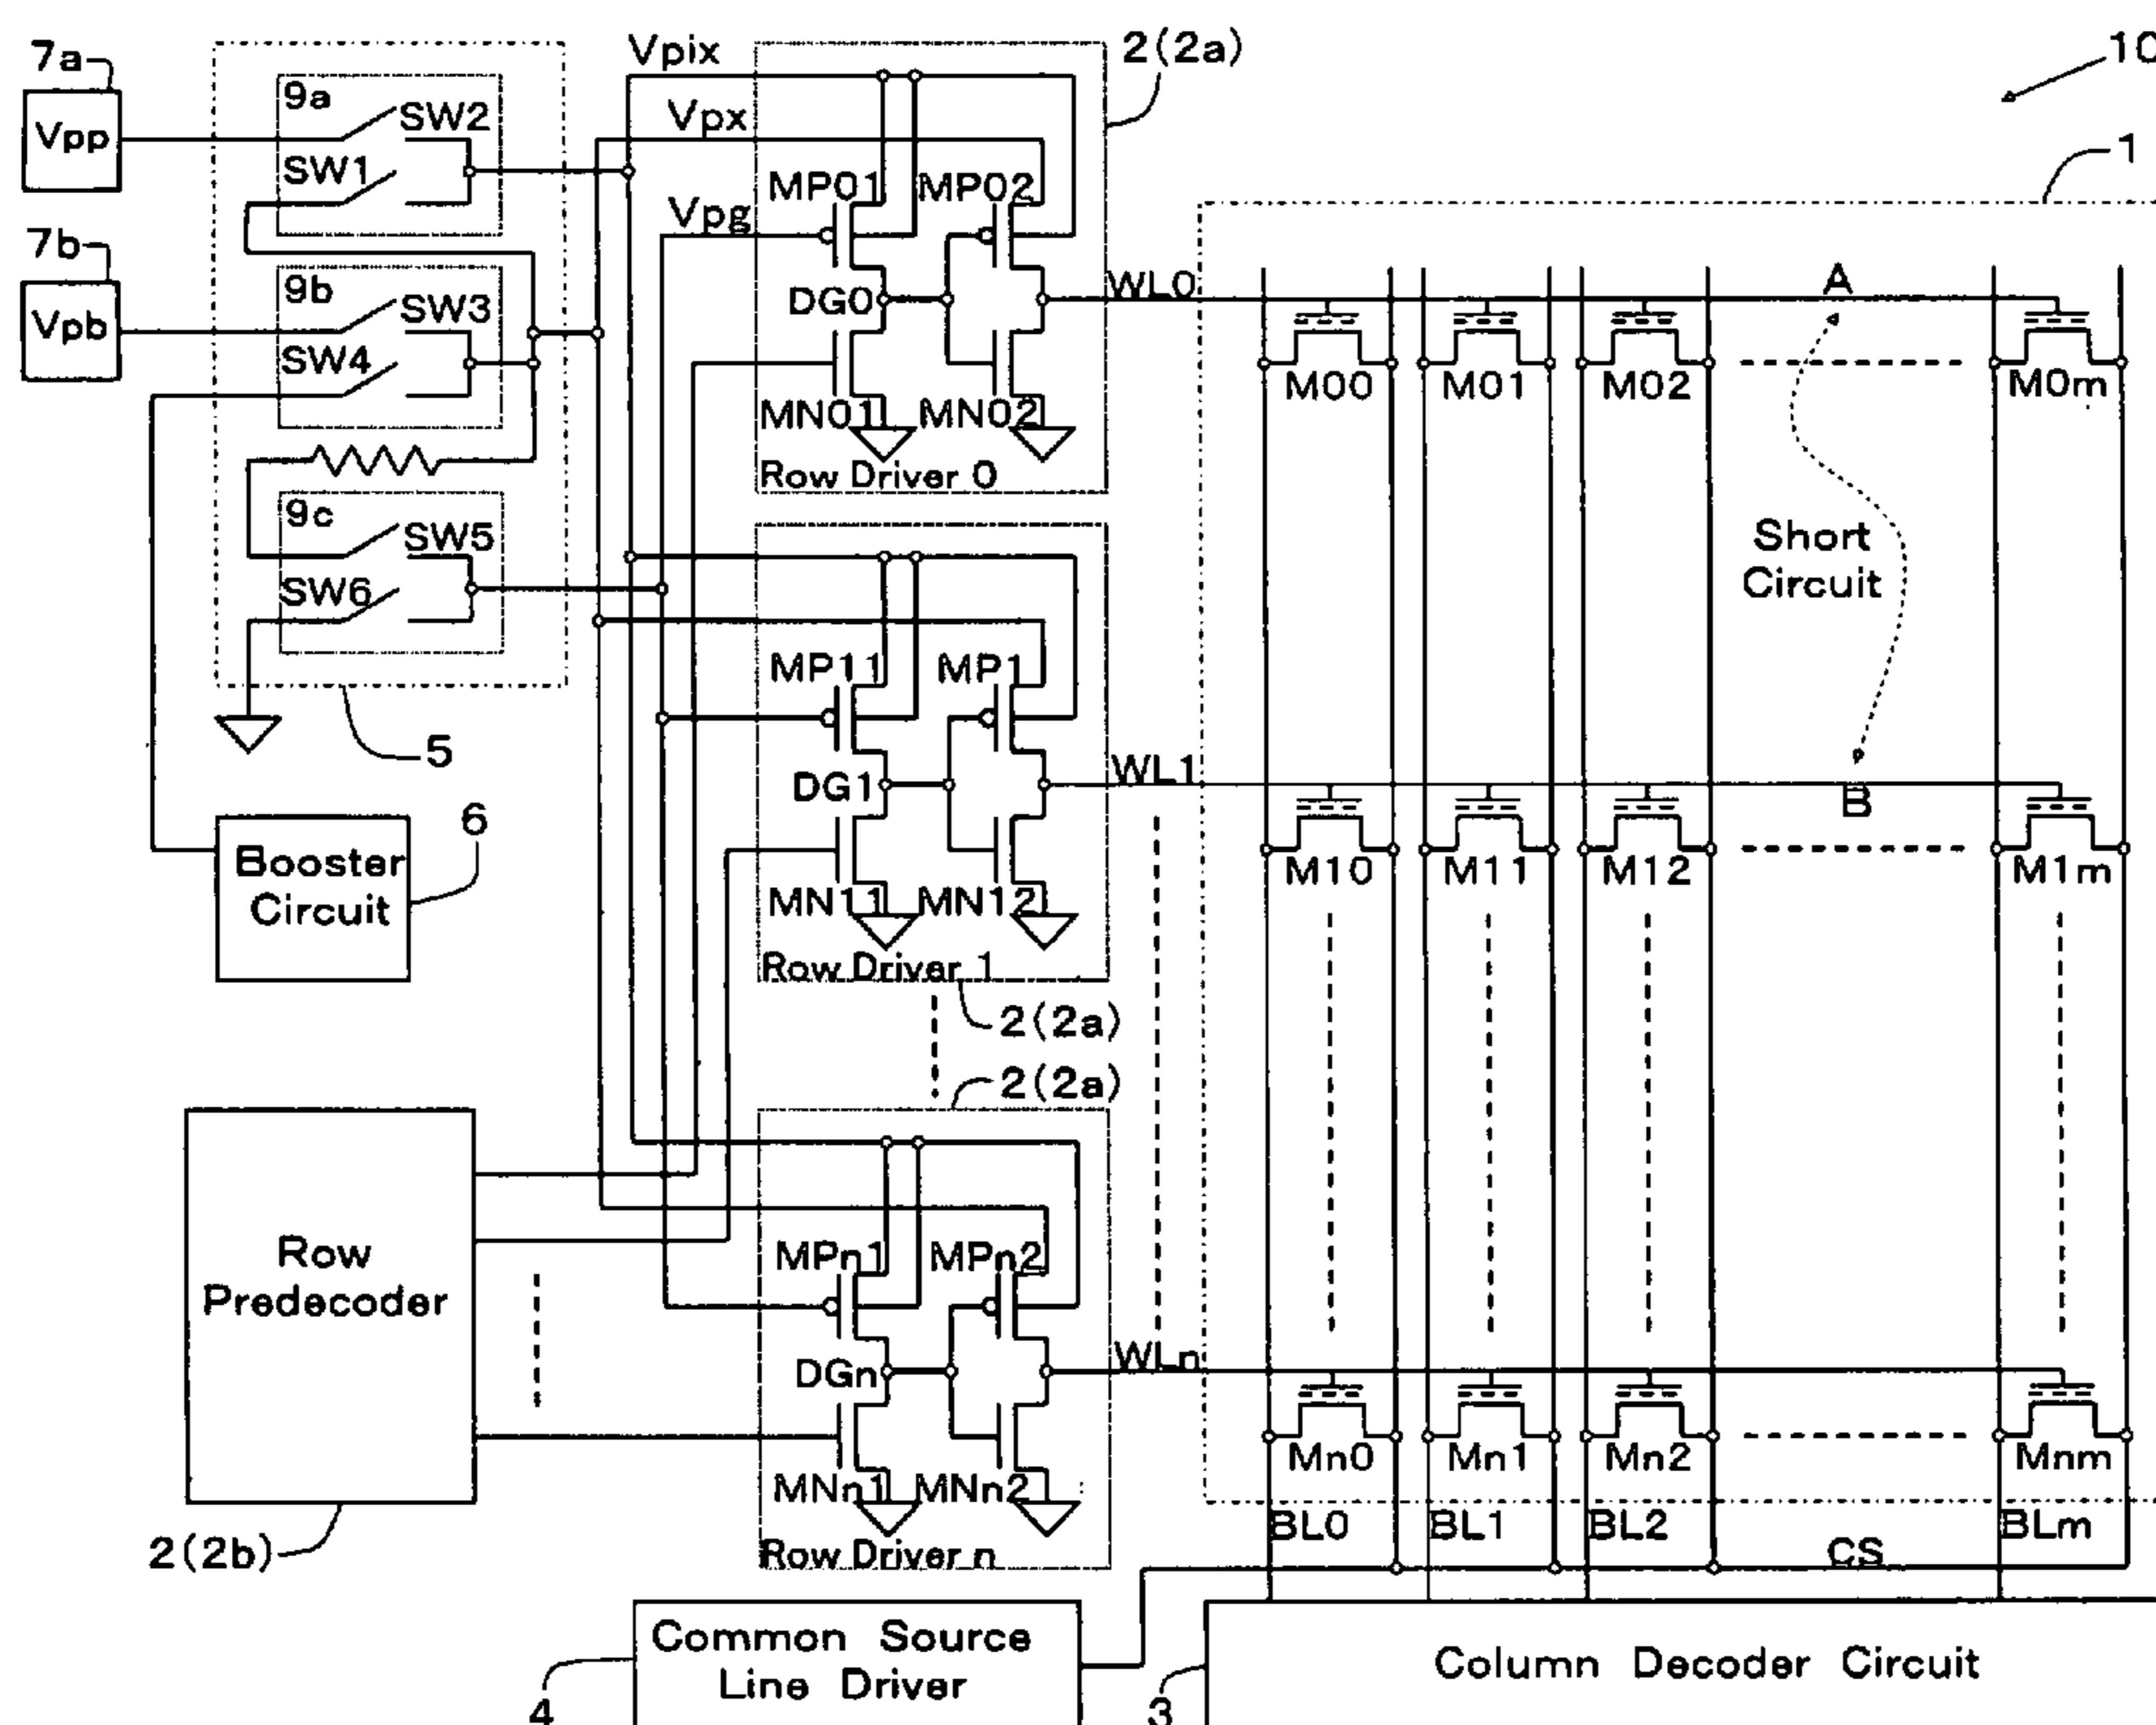 7a
Vpp
7b
Vpb
9a
SW2
SW1
9b
SW3
SW4
9c
SW5
SW6
5
6
Booster
Circuit
Row
Predecoder
2(2b)
Vpix
Vpx
Vpg
2(2a)
MP01
MP02
DG0
MN01
MN02
Row Driver 0
WL0
MP11
MP1
DG1
MN11
MN12
Row Driver 1
WL1
2(2a)
2(2a)
MPn1
MPn2
DGn
MNn1
MNn2
Row Driver n
WLn
10
1
A
M00
M01
M02
M0m
Short
Circuit
B
M10
M11
M12
M1m
Mn0
Mn1
Mn2
Mnm
BL0
BL1
BL2
BLm
CS
Common Source
Line Driver
4
3
Column Decoder Circuit